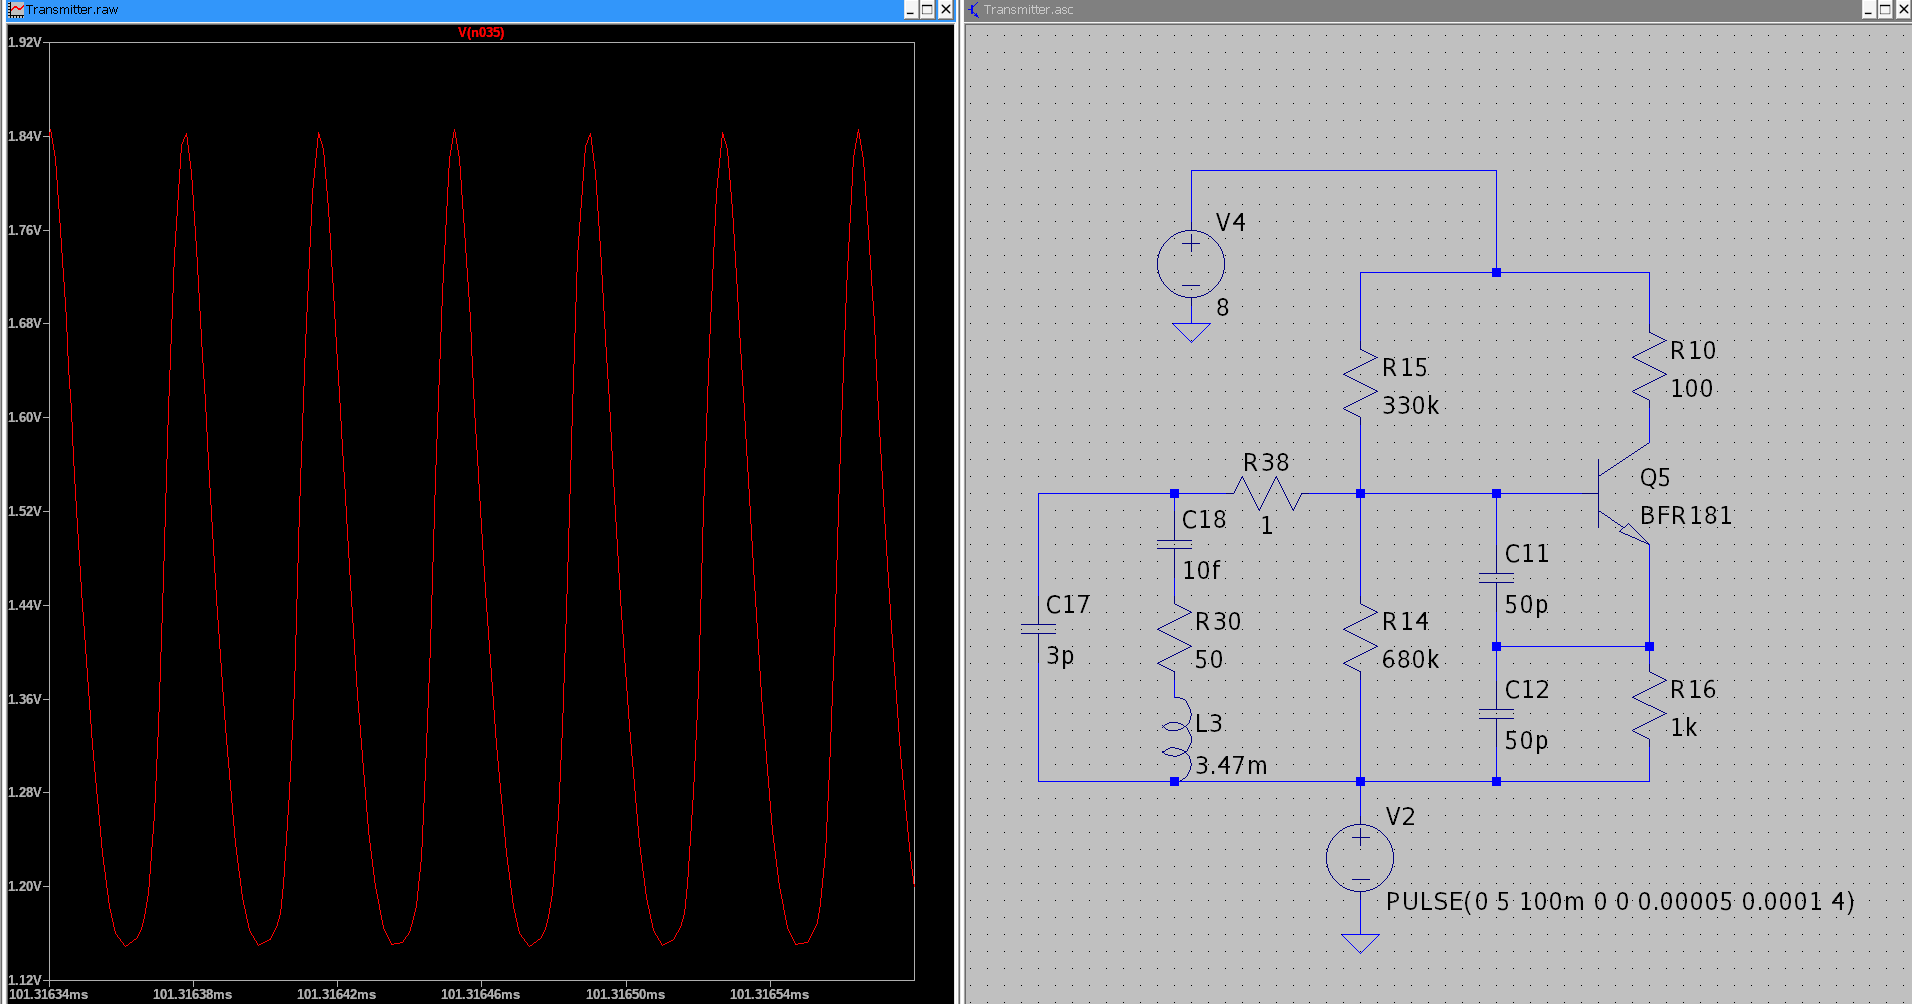 Transmitter.raw
V(n035)
1.92V
1.84V
1.76V
1.68V
1.60V
1.52V
1.44V
1.36V
1.28V
1.20V
1.12V
101.31634ms 101.31638ms 101.31642ms 101.31646ms 101.31650ms 101.31654ms
Transmitter.asc
V4
8
R15
330k
R10
100
R38
1
Q5
BFR181
C18
10f
C11
50p
C17
3p
R30
50
R14
680k
C12
50p
R16
1k
L3
3.47m
V2
PULSE(0 5 100m 0 0 0.00005 0.0001 4)